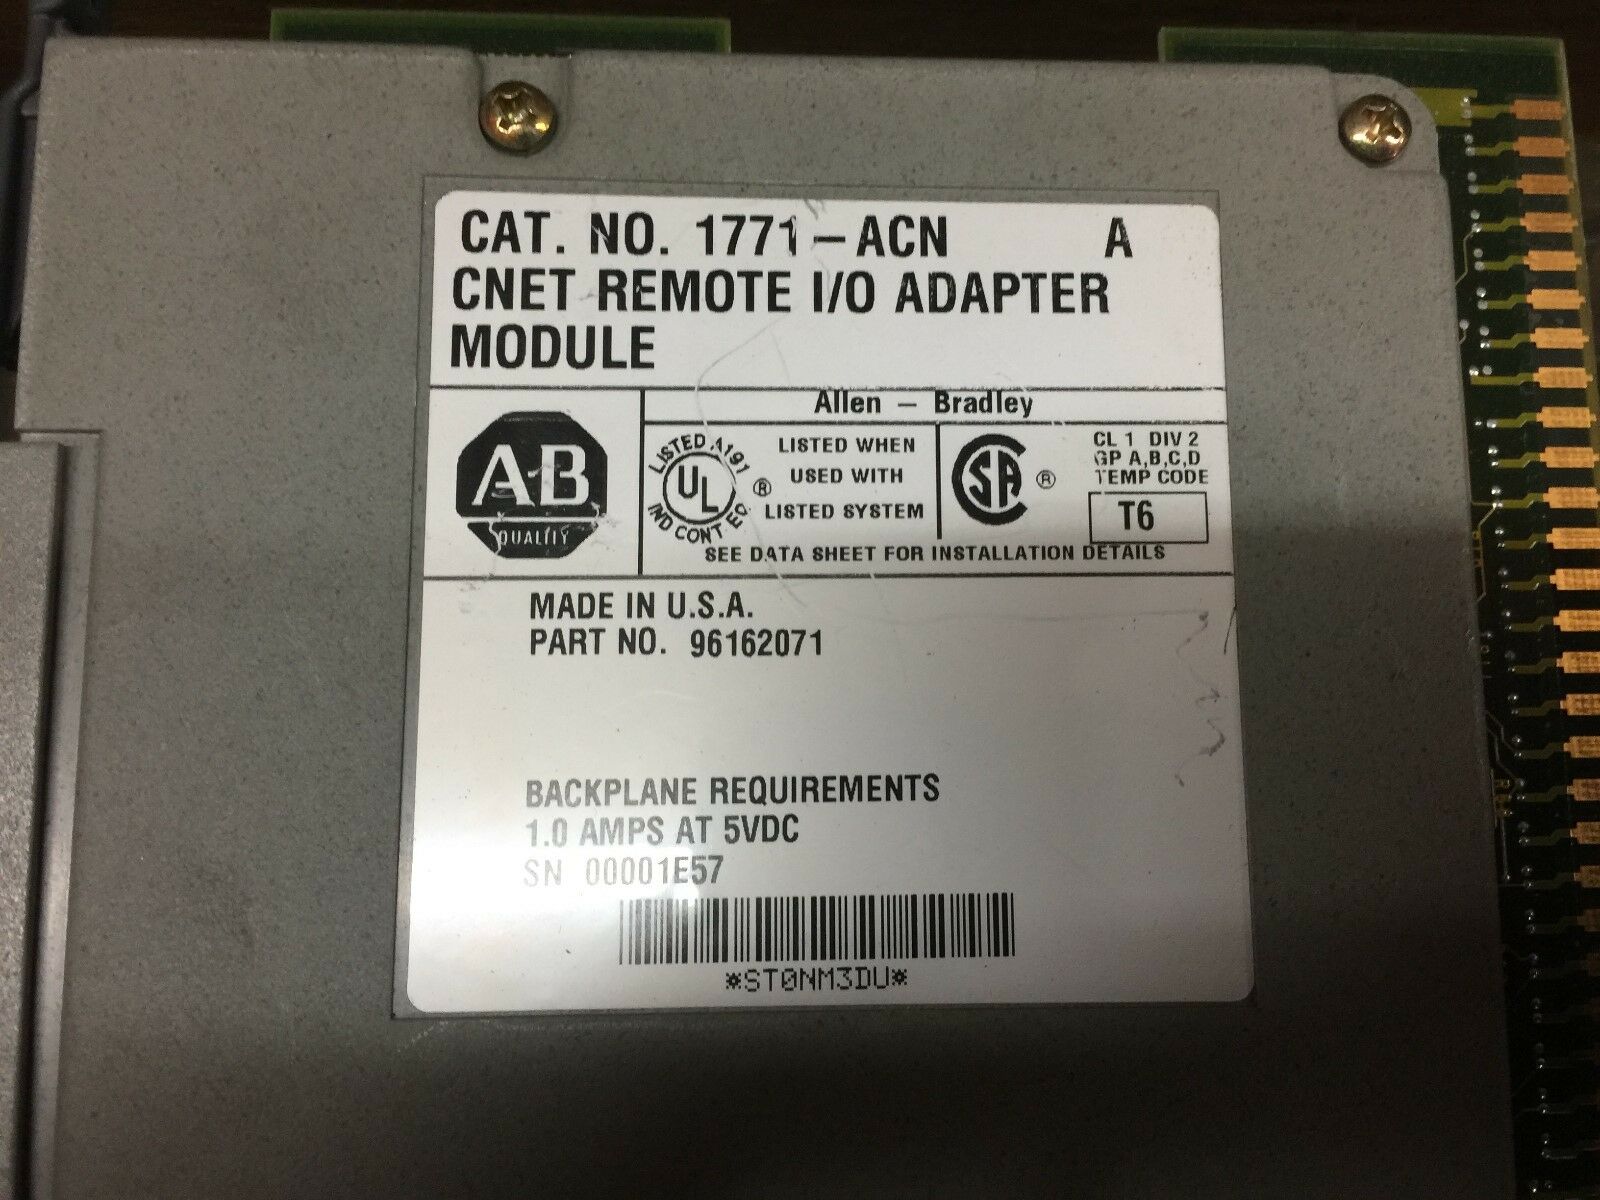 CAT. NO. 1771-ACN A
CNET REMOTE I/O ADAPTER
MODULE
Allen - Bradley
AB
QUALITY
LISTED A191
UL
IND CONT EQ
®
LISTED WHEN
USED WITH
LISTED SYSTEM
SA
®
CL 1 DIV 2
GP A,B,C,D
TEMP CODE
T6
SEE DATA SHEET FOR INSTALLATION DETAILS
MADE IN U.S.A.
PART NO. 96162071
BACKPLANE REQUIREMENTS
1.0 AMPS AT 5VDC
SN 00001E57
*ST0NM3DU*